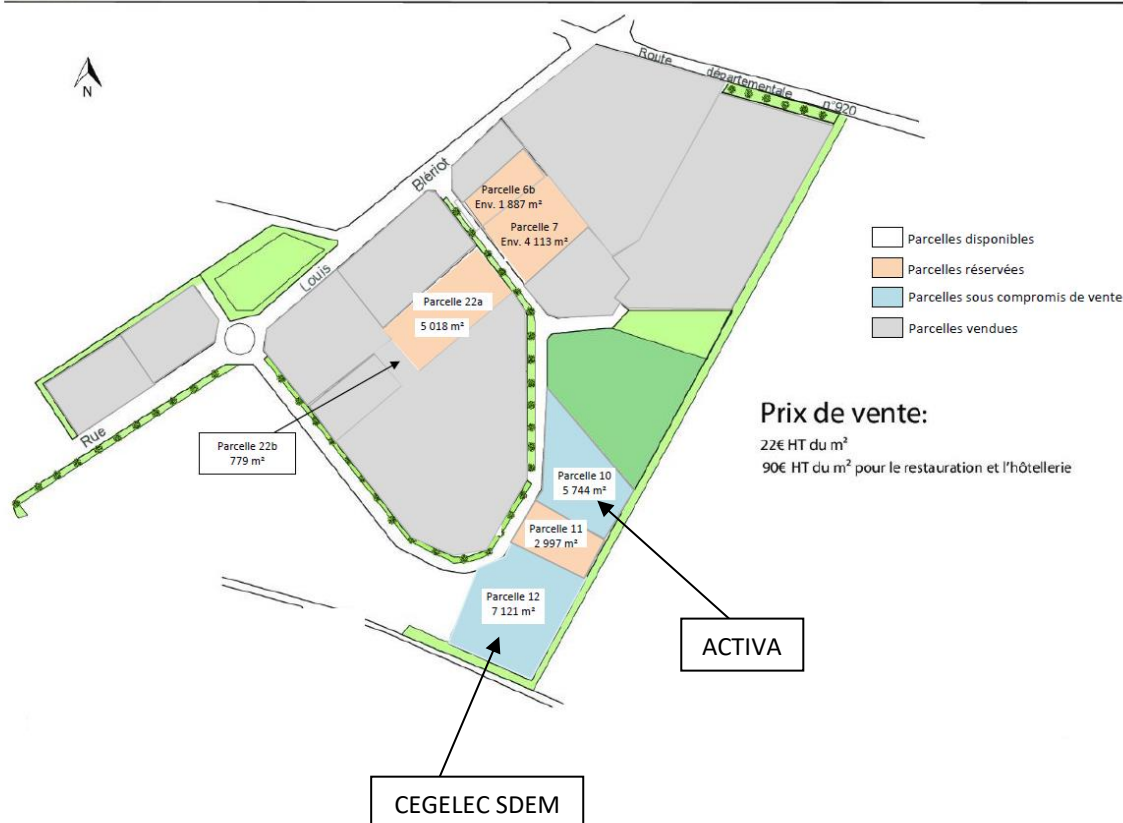 N
Route départementale n°920
Blériot
Parcelle 6b
Env. 1 887 m²
Parcelle 7
Env. 4 113 m²
Parcelles disponibles
Parcelles réservées
Parcelles sous compromis de vente
Parcelles vendues
Louis
Parcelle 22a
5 018 m²
Rue
Parcelle 22b
779 m²
Prix de vente:
22€ HT du m²
90€ HT du m² pour le restauration et l'hôtellerie
Parcelle 10
5 744 m²
Parcelle 11
2 997 m²
Parcelle 12
7 121 m²
ACTIVA
CEGELEC SDEM